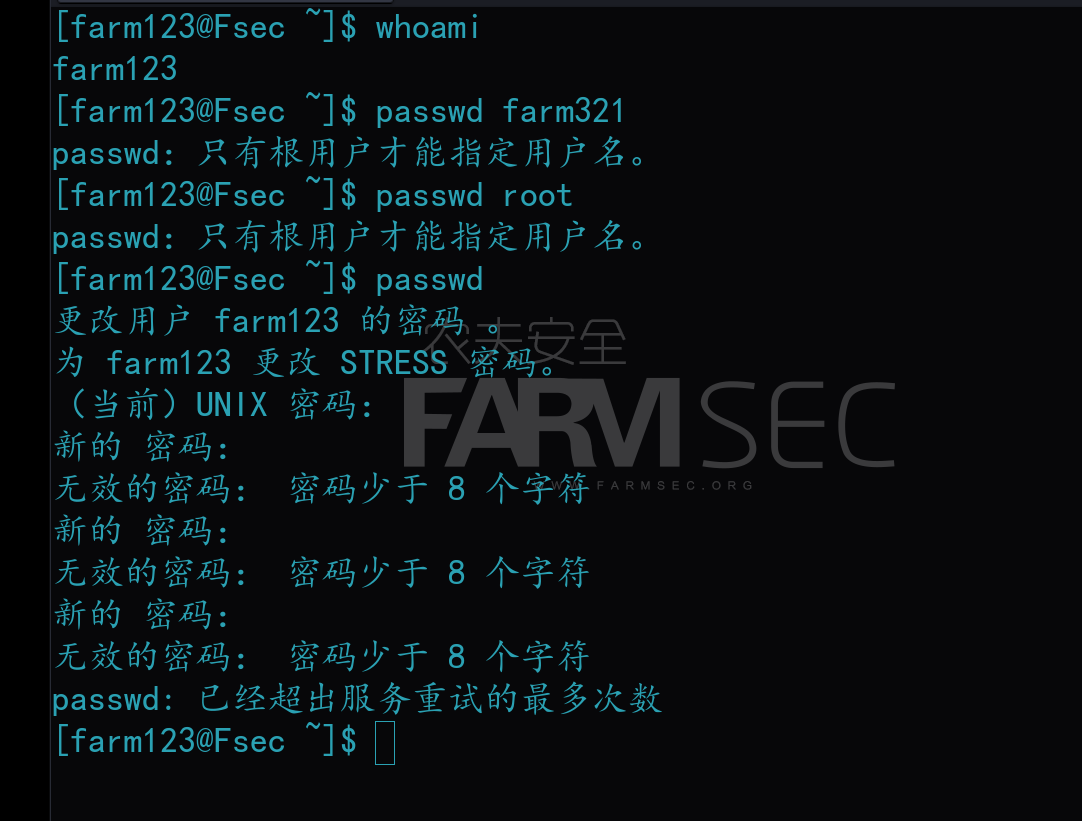 [farm123@Fsec ~]$ whoami
farm123
[farm123@Fsec ~]$ passwd farm321
passwd：只有根用户才能指定用户名。
[farm123@Fsec ~]$ passwd root
passwd：只有根用户才能指定用户名。
[farm123@Fsec ~]$ passwd
更改用户 farm123 的密码 。
为 farm123 更改 STRESS 密码。
（当前）UNIX 密码：
新的 密码：
无效的密码： 密码少于 8 个字符
新的 密码：
无效的密码： 密码少于 8 个字符
新的 密码：
无效的密码： 密码少于 8 个字符
passwd: 已经超出服务重试的最多次数
[farm123@Fsec ~]$
农夫安全
FARMSEC
WWW.FARMSEC.ORG